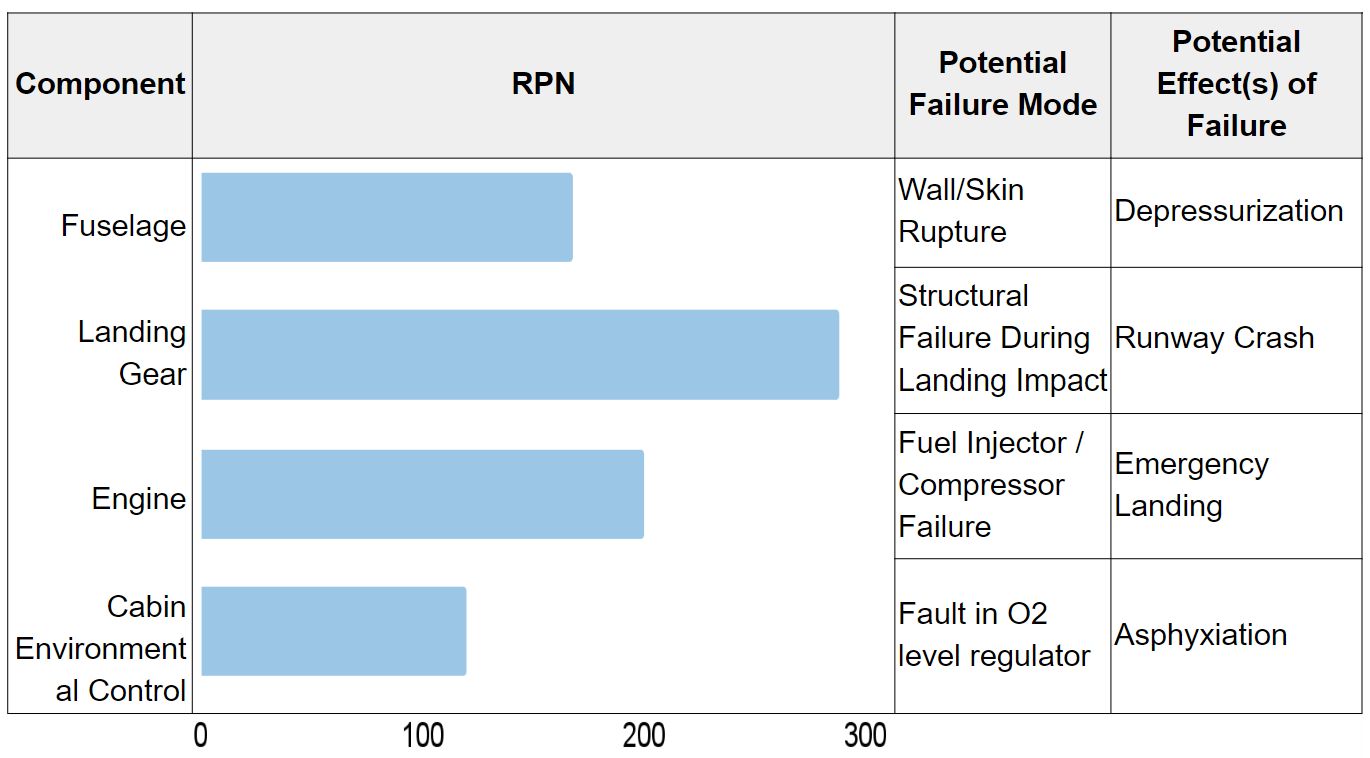 Component
RPN
Potential
Failure Mode
Potential
Effect(s) of
Failure
Fuselage
Wall/Skin
Rupture
Depressurization
Landing
Gear
Structural
Failure During
Landing Impact
Runway Crash
Engine
Fuel Injector /
Compressor
Failure
Emergency
Landing
Cabin
Environment
al Control
Fault in O2
level regulator
Asphyxiation
0 100 200 300